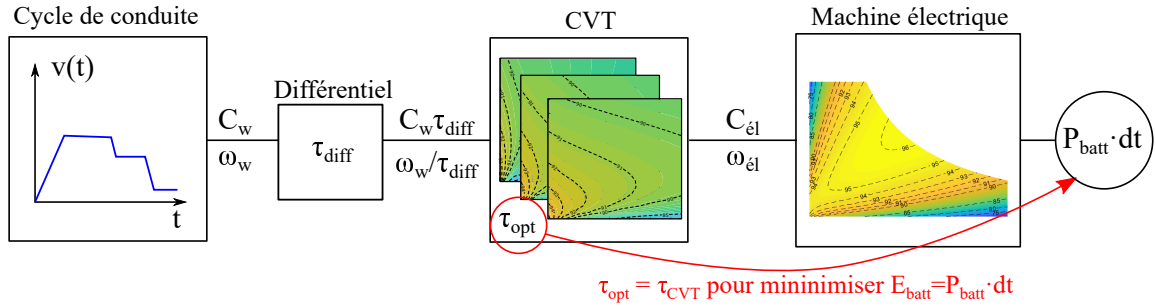 Cycle de conduite
CVT
Machine électrique
v(t)
t
Différentiel
τdiff
Cw
ωw
Cwτdiff
ωw/τdiff
τopt
Cél
ωél
Pbatt·dt
τopt = τCVT pour mininimiser Ebatt=Pbatt·dt